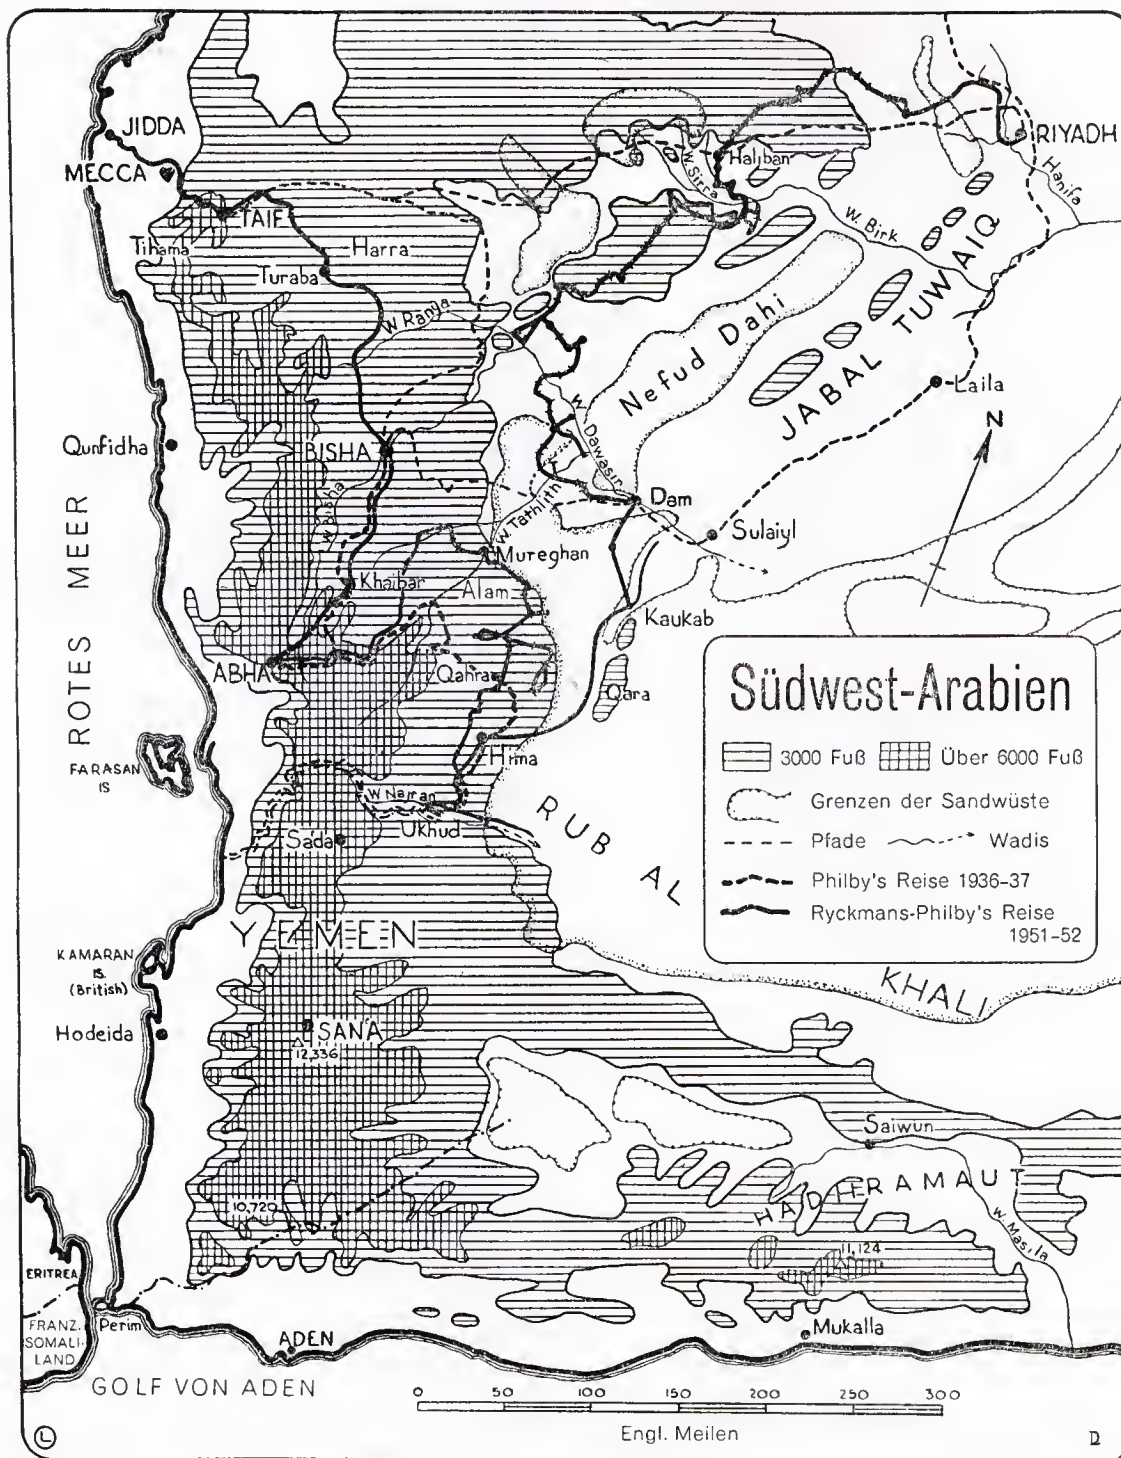 JIDDA
RIYADH
MECCA
Haliban
W. Sirra
Hanifa
TAIF
W. Birk
Tihama
Harra
Turaba
JABAL TUWAIQ
W. Ranya
Nefud Dahi
Laila
N
Qunfidha
BISHA
W. Dawasir
W. Bisha
W. Tathlith
Dam
Sulaiyl
Mureghan
ROTES MEER
Khaibar
Alam
Kaukab
ABHA
Qahra
Qara
Südwest-Arabien
3000 Fuß
Über 6000 Fuß
Grenzen der Sandwüste
Pfade
Wadis
Philby's Reise 1936-37
Ryckmans-Philby's Reise
1951-52
FARASAN
IS
Hima
W Najran
Ukhud
Sa'da
RUB AL
KHALI
YEMEN
KAMARAN
IS.
(British)
Hodeida
SAN'A
12,336
Saiwun
HADHRAMAUT
10,720
W. Masila
11,124
ERITREA
FRANZ.
SOMALI-
LAND
Perim
ADEN
Mukalla
GOLF VON ADEN
0 50 100 150 200 250 300
Engl. Meilen
L
D